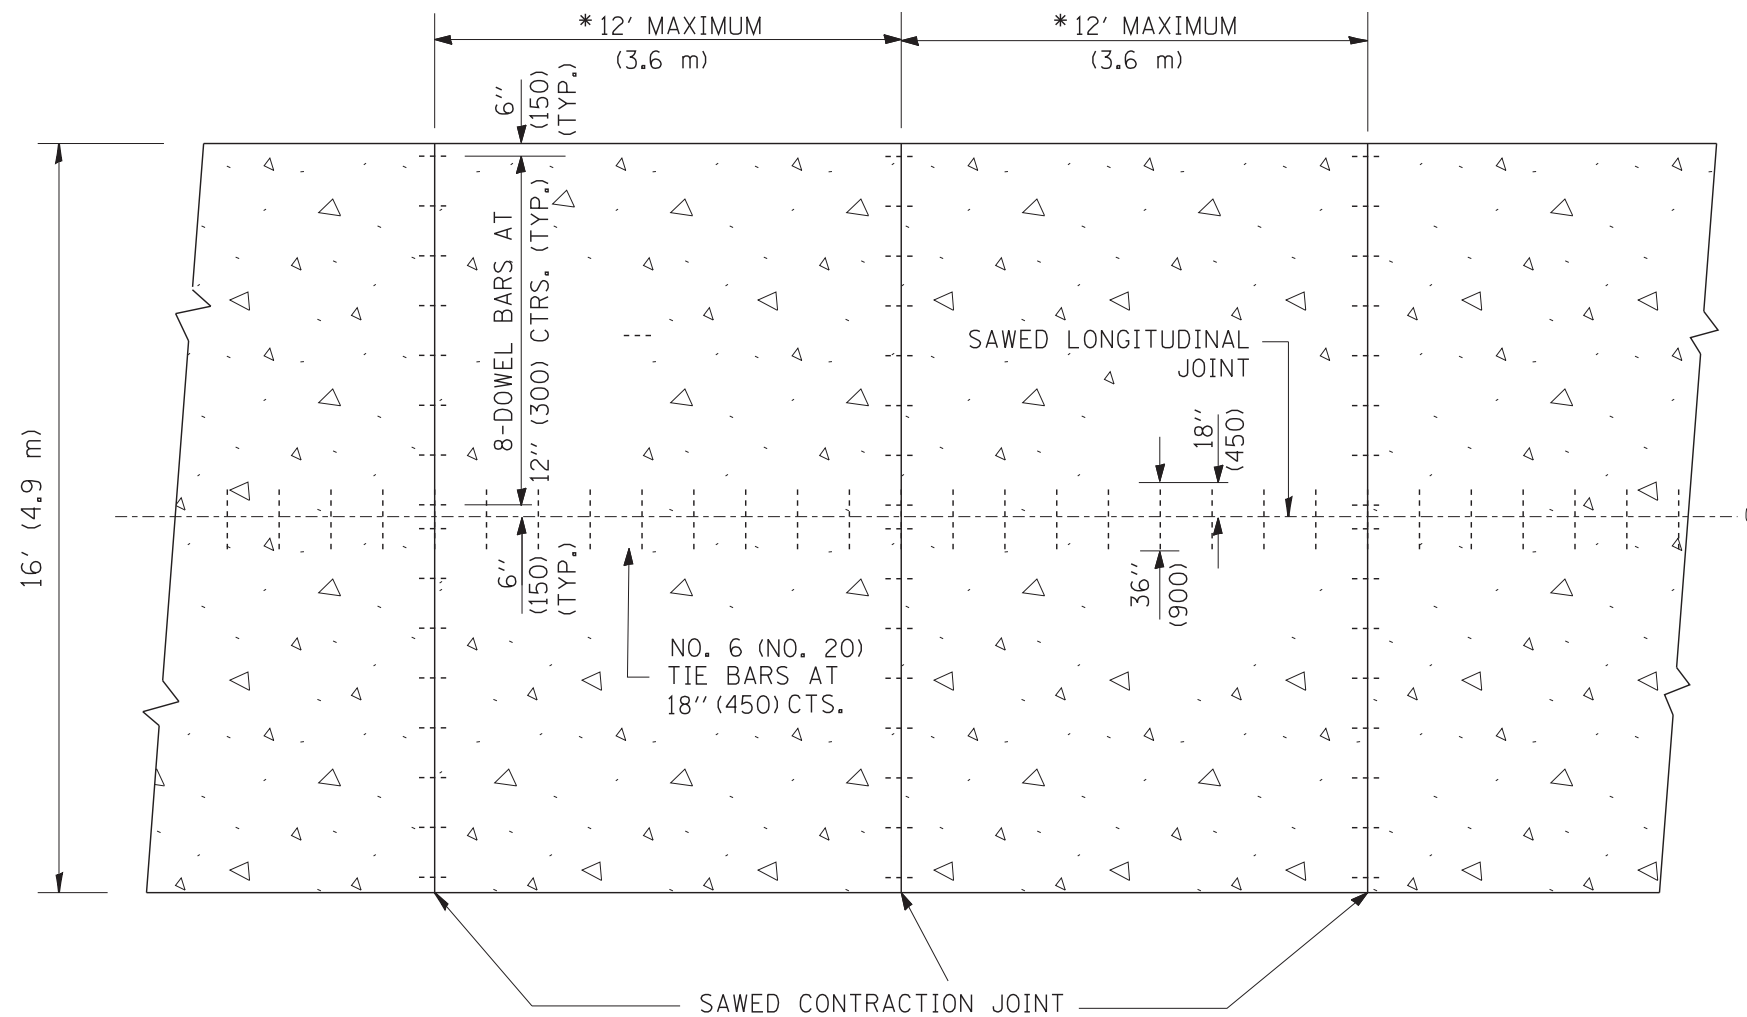 *12' MAXIMUM
(3.6 m)
*12' MAXIMUM
(3.6 m)
6''
(150)
(TYP.)
8-DOWEL BARS AT
12'' (300) CTRS. (TYP.)
SAWED LONGITUDINAL
JOINT
18''
(450)
16' (4.9 m)
6''
(150)
(TYP.)
36''
(900)
NO. 6 (NO. 20)
TIE BARS AT
18'' (450) CTS.
SAWED CONTRACTION JOINT